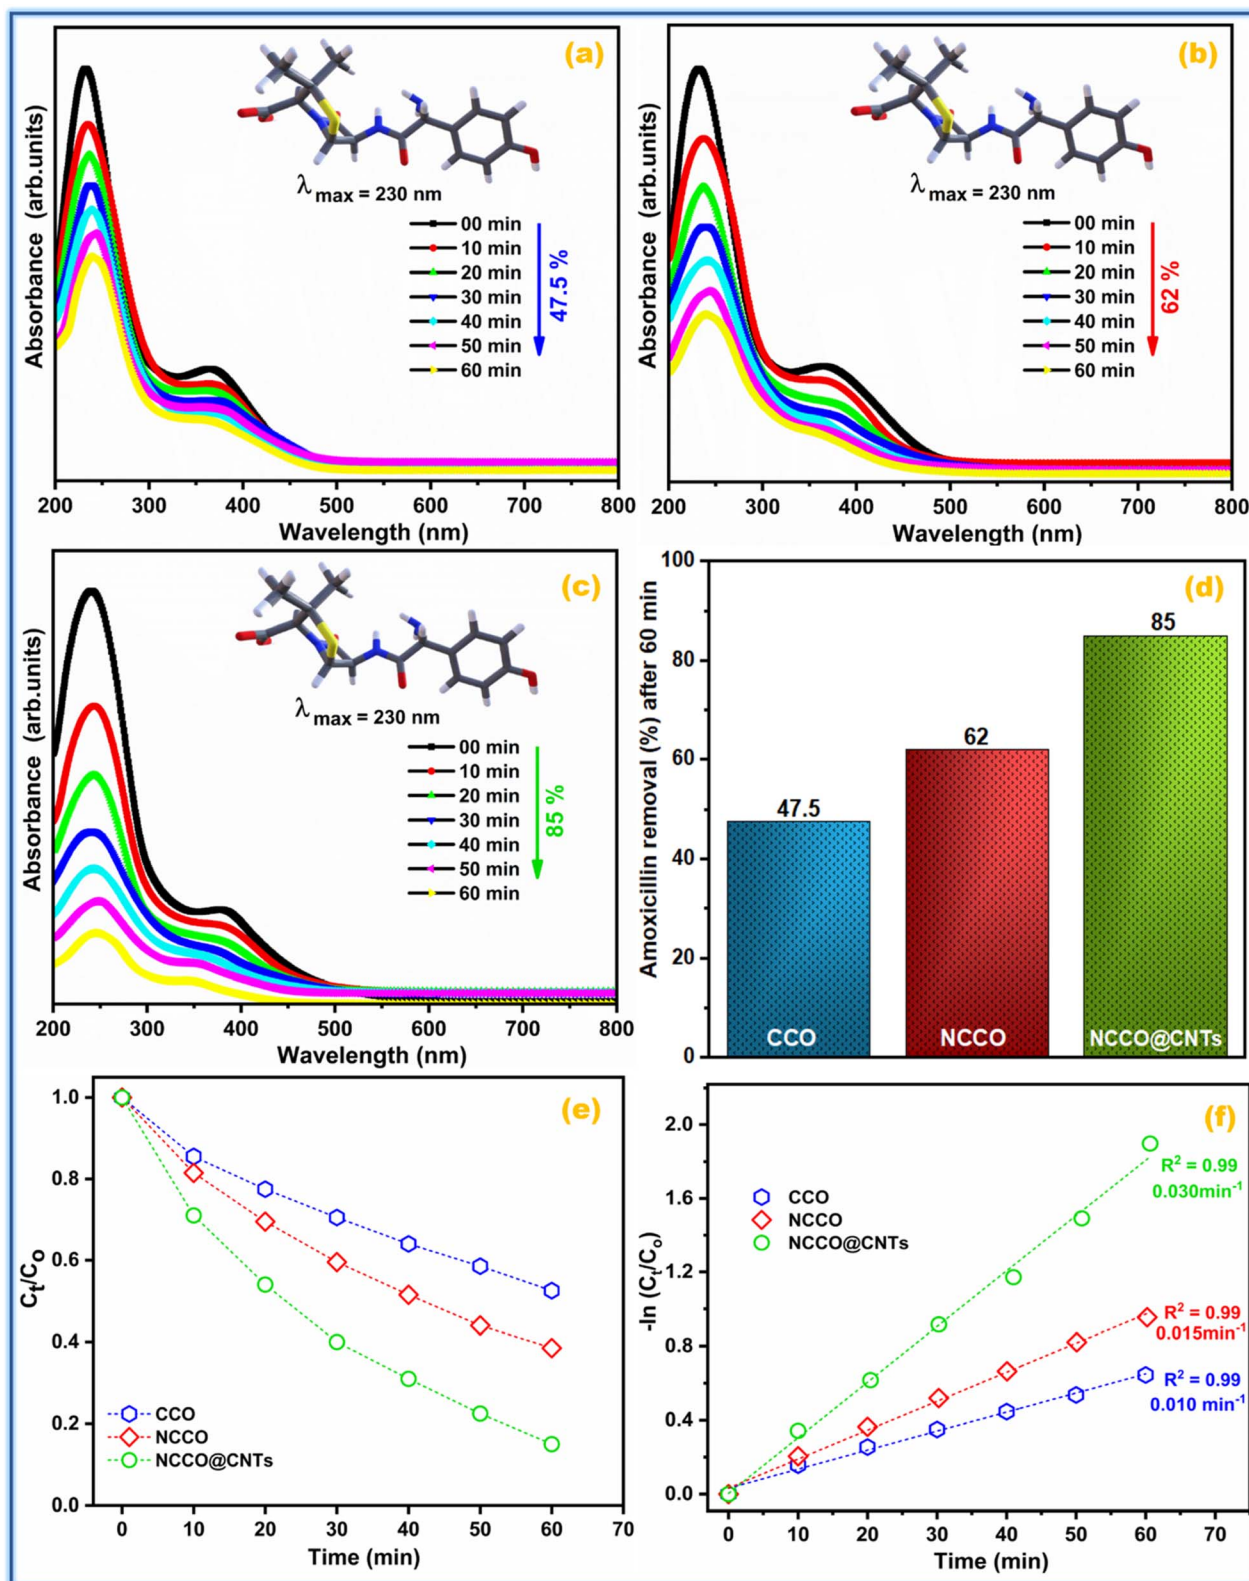 (a)
λmax = 230 nm
00 min
10 min
20 min
30 min
40 min
50 min
60 min
47.5 %
Absorbance (arb.units)
200 300 400 500 600 700 800
Wavelength (nm)
(b)
λmax = 230 nm
00 min
10 min
20 min
30 min
40 min
50 min
60 min
62 %
Absorbance (arb.units)
200 300 400 500 600 700 800
Wavelength (nm)
(c)
λmax = 230 nm
00 min
10 min
20 min
30 min
40 min
50 min
60 min
85 %
Absorbance (arb.units)
200 300 400 500 600 700 800
Wavelength (nm)
(d)
Amoxicillin removal (%) after 60 min
100
80
60
40
20
0
47.5
62
85
CCO NCCO NCCO@CNTs
(e)
Ct/Co
1.0
0.8
0.6
0.4
0.2
0.0
CCO
NCCO
NCCO@CNTs
0 10 20 30 40 50 60 70
Time (min)
(f)
-ln (Ct/Co)
2.0
1.6
1.2
0.8
0.4
0.0
CCO
NCCO
NCCO@CNTs
R² = 0.99
0.030min⁻¹
R² = 0.99
0.015min⁻¹
R² = 0.99
0.010 min⁻¹
0 10 20 30 40 50 60 70
Time (min)